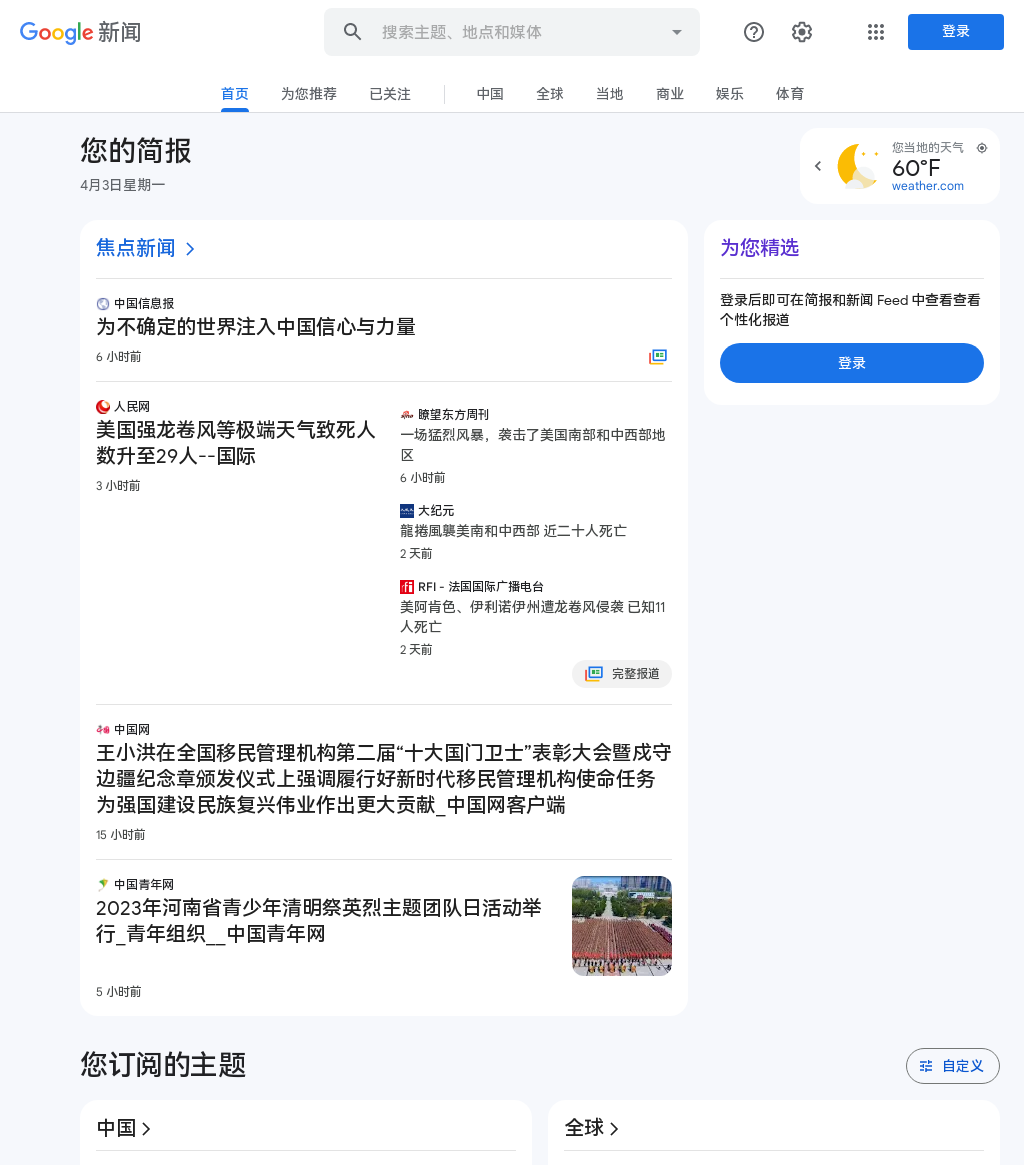 Google 新闻
搜索主题、地点和媒体
登录
首页
为您推荐
已关注
中国
全球
当地
商业
娱乐
体育
您的简报
4月3日星期一
您当地的天气
60°F
weather.com
焦点新闻
中国信息报
为不确定的世界注入中国信心与力量
6 小时前
人民网
美国强龙卷风等极端天气致死人
数升至29人--国际
3 小时前
瞭望东方周刊
一场猛烈风暴，袭击了美国南部和中西部地
区
6 小时前
大纪元
龍捲風襲美南和中西部 近二十人死亡
2 天前
RFI - 法国国际广播电台
美阿肯色、伊利诺伊州遭龙卷风侵袭 已知11
人死亡
2 天前
完整报道
中国网
王小洪在全国移民管理机构第二届“十大国门卫士”表彰大会暨戍守
边疆纪念章颁发仪式上强调履行好新时代移民管理机构使命任务
为强国建设民族复兴伟业作出更大贡献_中国网客户端
15 小时前
中国青年网
2023年河南省青少年清明祭英烈主题团队日活动举
行_青年组织__中国青年网
5 小时前
为您精选
登录后即可在简报和新闻 Feed 中查看查看
个性化报道
登录
您订阅的主题
自定义
中国
全球